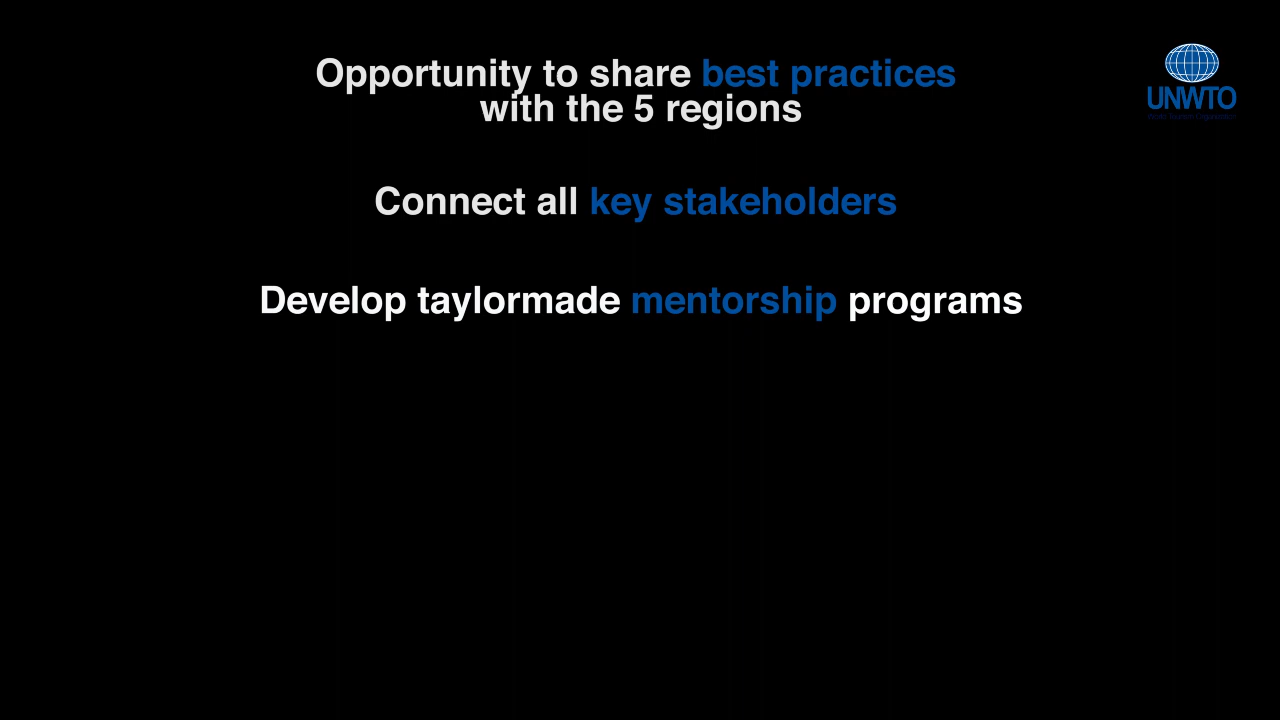 Opportunity to share best practices
with the 5 regions
Connect all key stakeholders
Develop taylormade mentorship programs
UNWTO